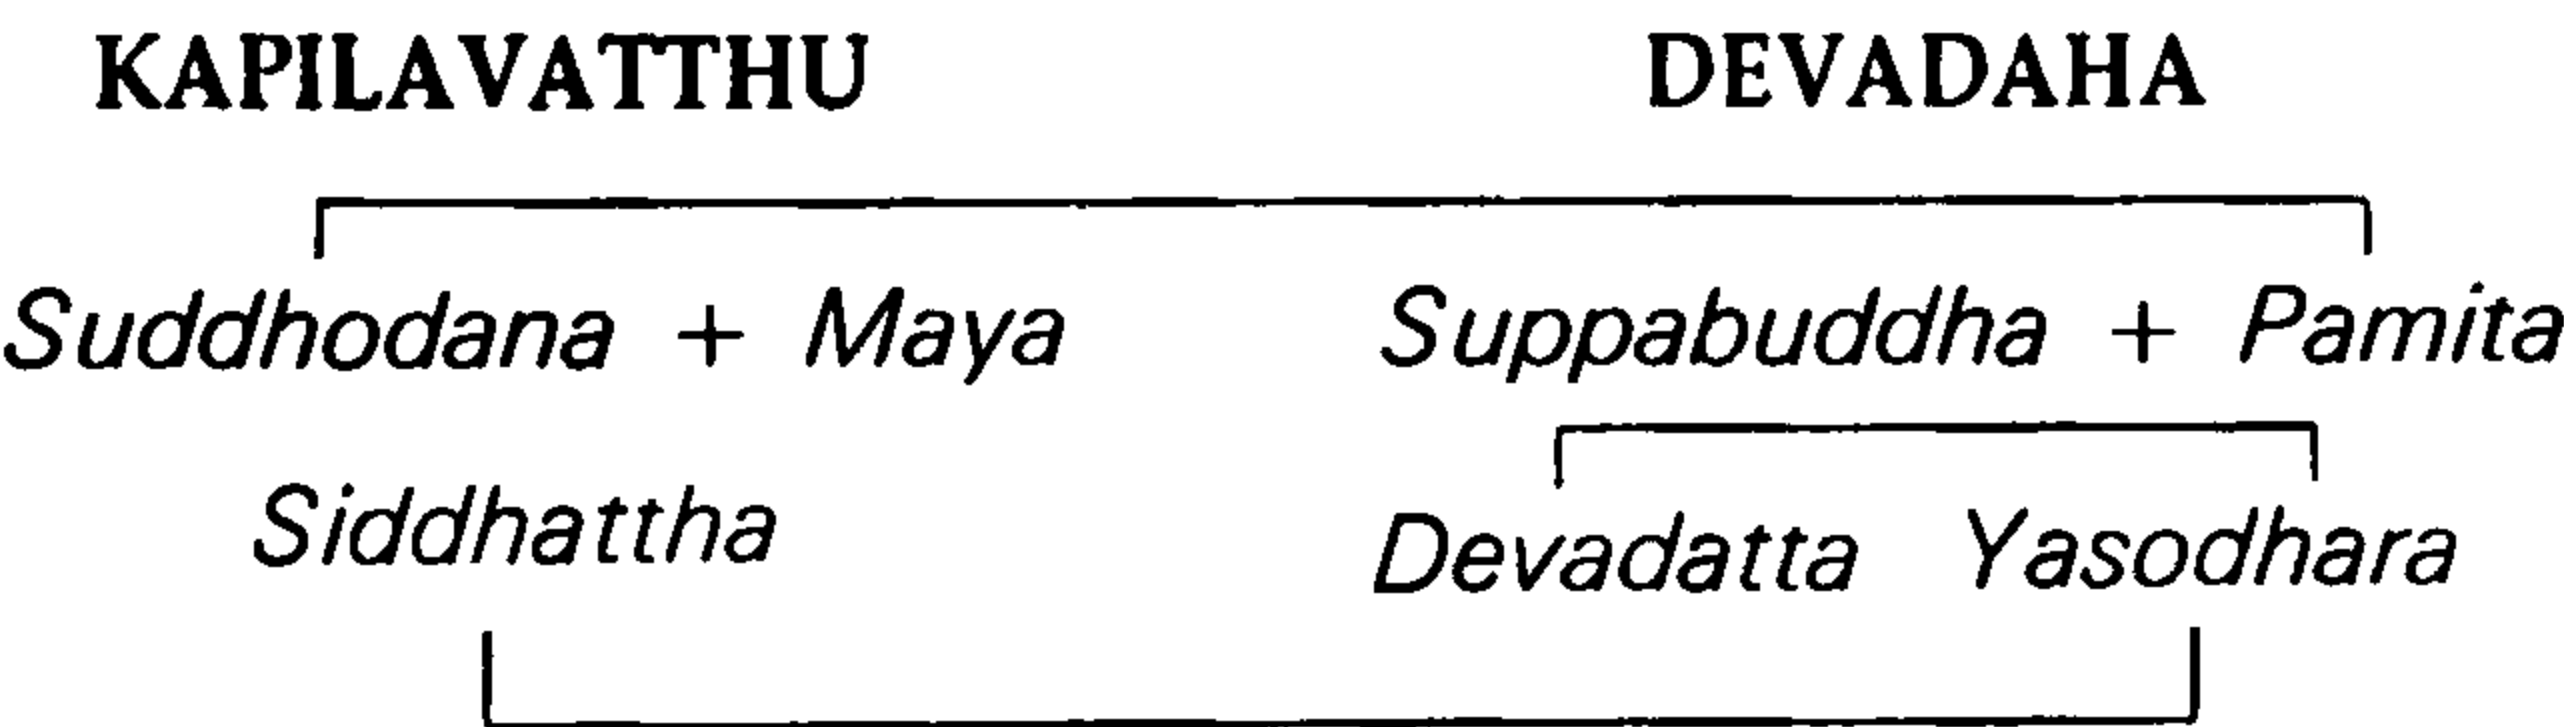 KAPILAVATTHU DEVADAHA
Suddhodana + Maya Suppabuddha + Pamita
Siddhattha Devadatta Yasodhara